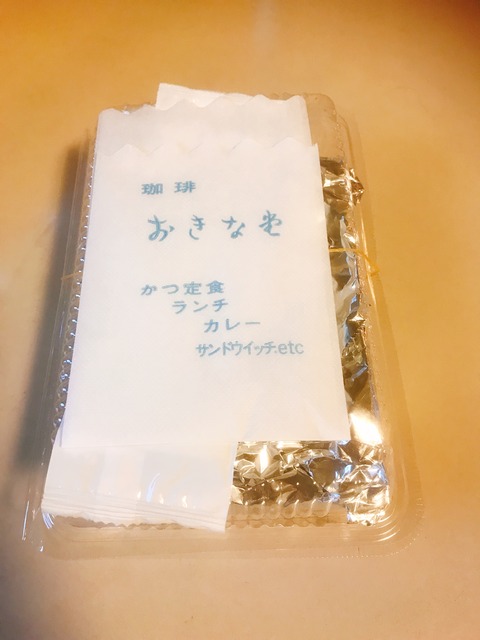 珈琲
おきな堂
かつ定食
ランチ
カレー
サンドウイッチ.etc